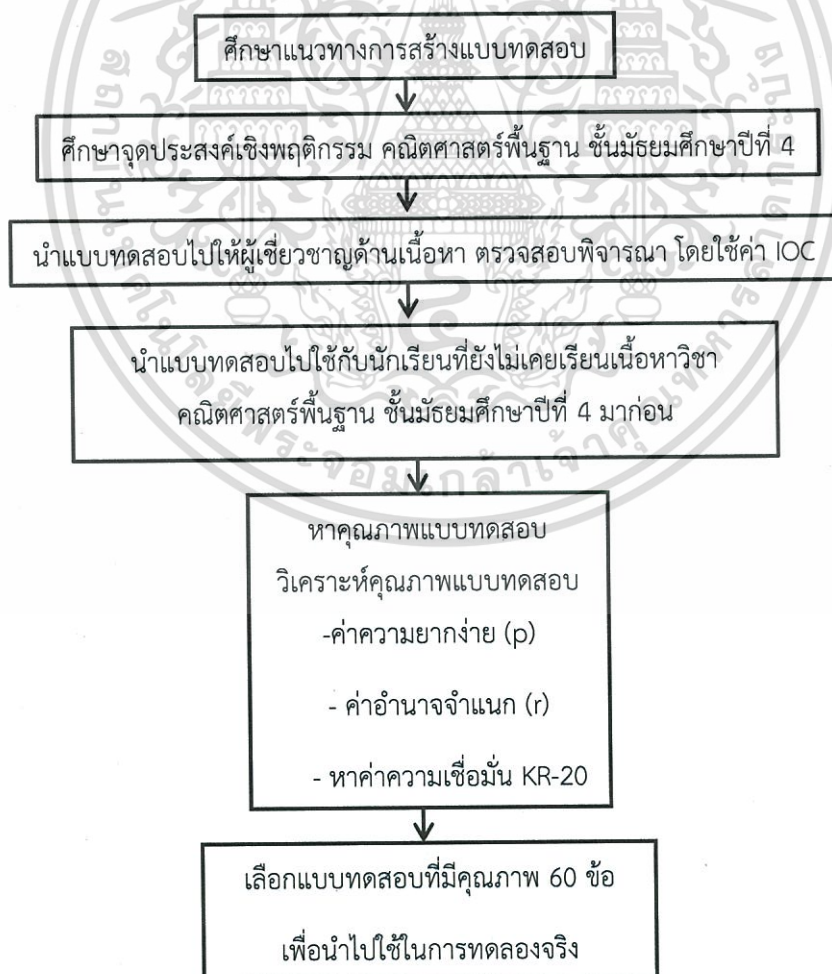 ศึกษาแนวทางการสร้างแบบทดสอบ
ศึกษาจุดประสงค์เชิงพฤติกรรม คณิตศาสตร์พื้นฐาน ชั้นมัธยมศึกษาปีที่ 4
นำแบบทดสอบไปให้ผู้เชี่ยวชาญด้านเนื้อหา ตรวจสอบพิจารณา โดยใช้ค่า IOC
นำแบบทดสอบไปใช้กับนักเรียนที่ยังไม่เคยเรียนเนื้อหาวิชา
คณิตศาสตร์พื้นฐาน ชั้นมัธยมศึกษาปีที่ 4 มาก่อน
หาคุณภาพแบบทดสอบ
วิเคราะห์คุณภาพแบบทดสอบ
-ค่าความยากง่าย (p)
- ค่าอำนาจจำแนก (r)
- หาค่าความเชื่อมั่น KR-20
เลือกแบบทดสอบที่มีคุณภาพ 60 ข้อ
เพื่อนำไปใช้ในการทดลองจริง